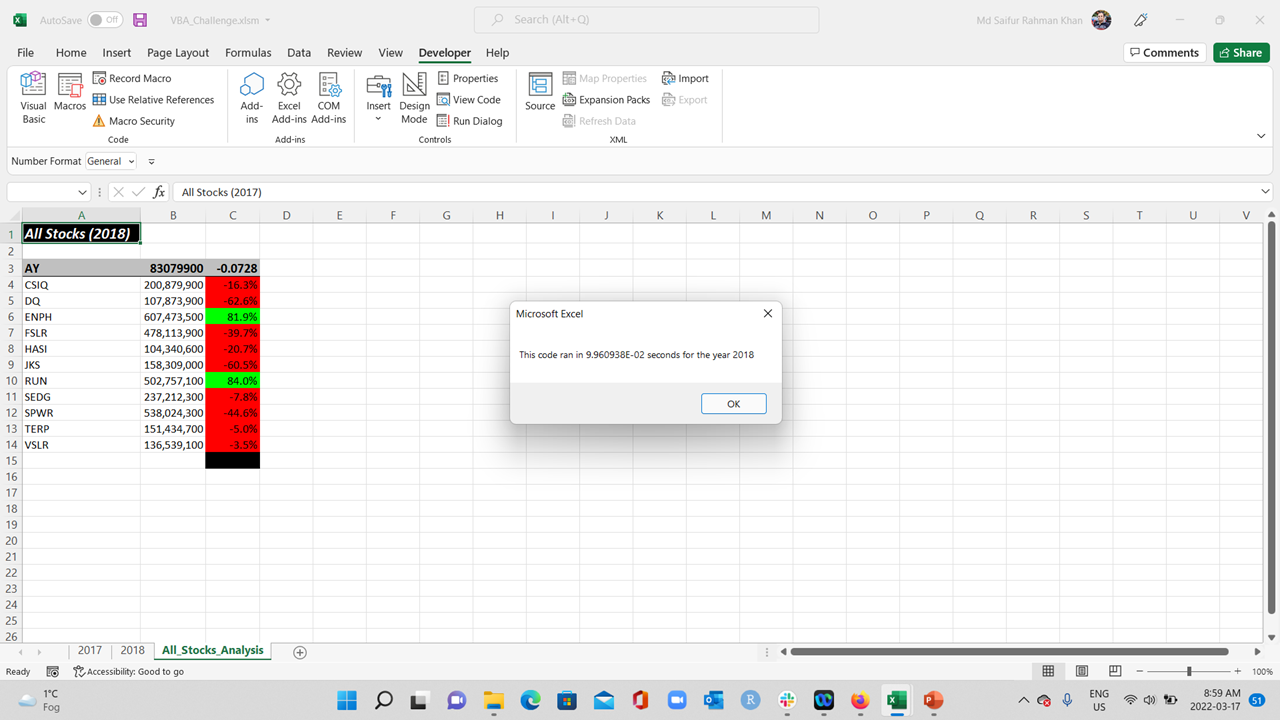 AutoSave Off VBA_Challenge.xlsm Search (Alt+Q) Md Saifur Rahman Khan
File Home Insert Page Layout Formulas Data Review View Developer Help Comments Share
Visual Basic
Macros
Record Macro
Use Relative References
Macro Security
Code
Add-ins
Excel Add-ins
COM Add-ins
Add-ins
Insert
Design Mode
Properties
View Code
Run Dialog
Controls
Source
Map Properties
Expansion Packs
Refresh Data
Import
Export
XML
Number Format General
fx All Stocks (2017)
A B C D E F G H I J K L M N O P Q R S T U V
1 All Stocks (2018)
2
3 AY 83079900 -0.0728
4 CSIQ 200,879,900 -16.3%
5 DQ 107,873,900 -62.6%
6 ENPH 607,473,500 81.9%
7 FSLR 478,113,900 -39.7%
8 HASI 104,340,600 -20.7%
9 JKS 158,309,000 -60.5%
10 RUN 502,757,100 84.0%
11 SEDG 237,212,300 -7.8%
12 SPWR 538,024,300 -44.6%
13 TERP 151,434,700 -5.0%
14 VSLR 136,539,100 -3.5%
15
16
17
18
19
20
21
22
23
24
25
26
Microsoft Excel
This code ran in 9.960938E-02 seconds for the year 2018
OK
2017 2018 All_Stocks_Analysis
Ready Accessibility: Good to go 100%
1°C
Fog
ENG
US
8:59 AM
2022-03-17
51